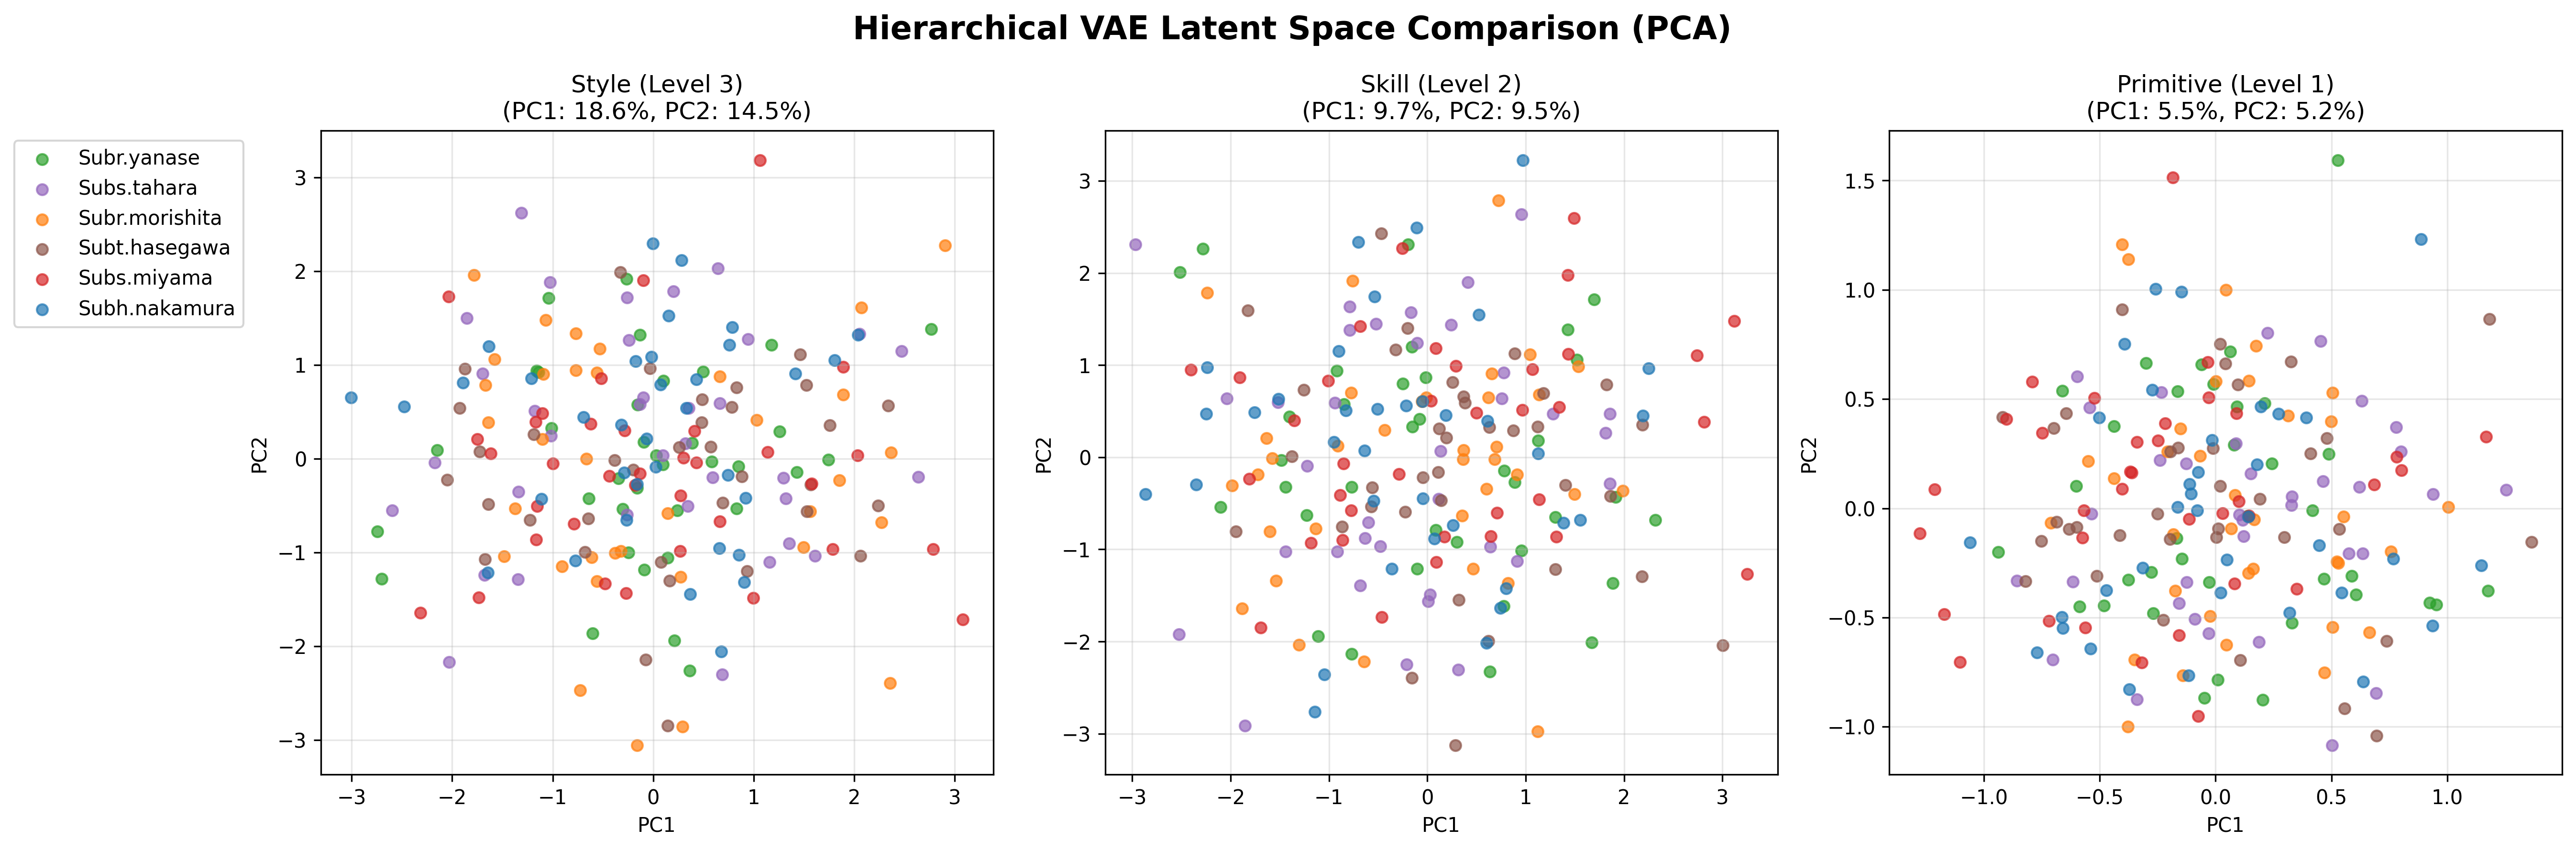 Hierarchical VAE Latent Space Comparison (PCA)
Subr.yanase
Subs.tahara
Subr.morishita
Subt.hasegawa
Subs.miyama
Subh.nakamura
Style (Level 3)
(PC1: 18.6%, PC2: 14.5%)
PC2
3
2
1
0
−1
−2
−3
−3 −2 −1 0 1 2 3
PC1
Skill (Level 2)
(PC1: 9.7%, PC2: 9.5%)
PC2
3
2
1
0
−1
−2
−3
−3 −2 −1 0 1 2 3
PC1
Primitive (Level 1)
(PC1: 5.5%, PC2: 5.2%)
PC2
1.5
1.0
0.5
0.0
−0.5
−1.0
−1.0 −0.5 0.0 0.5 1.0
PC1